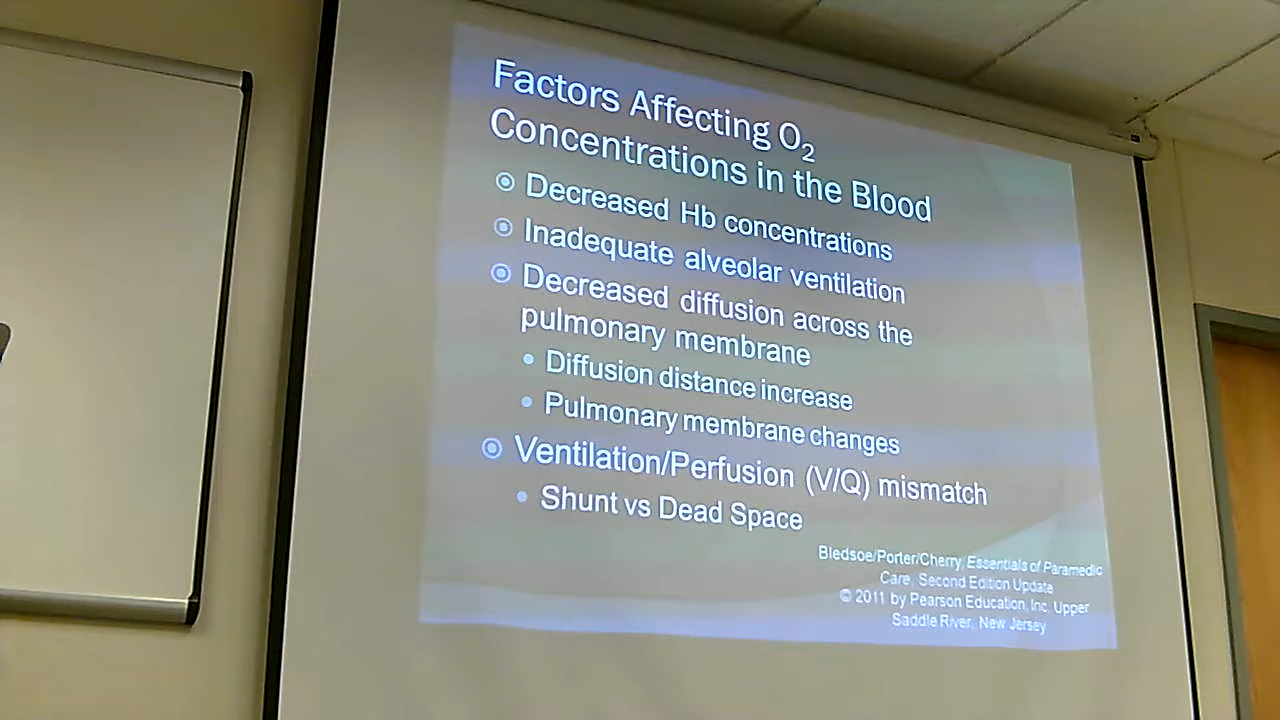 Factors Affecting O₂
Concentrations in the Blood
Decreased Hb concentrations
Inadequate alveolar ventilation
Decreased diffusion across the
pulmonary membrane
Diffusion distance increase
Pulmonary membrane changes
Ventilation/Perfusion (V/Q) mismatch
Shunt vs Dead Space
Bledsoe/Porter/Cherry, Essentials of Paramedic
Care, Second Edition Update
© 2011 by Pearson Education, Inc. Upper
Saddle River, New Jersey